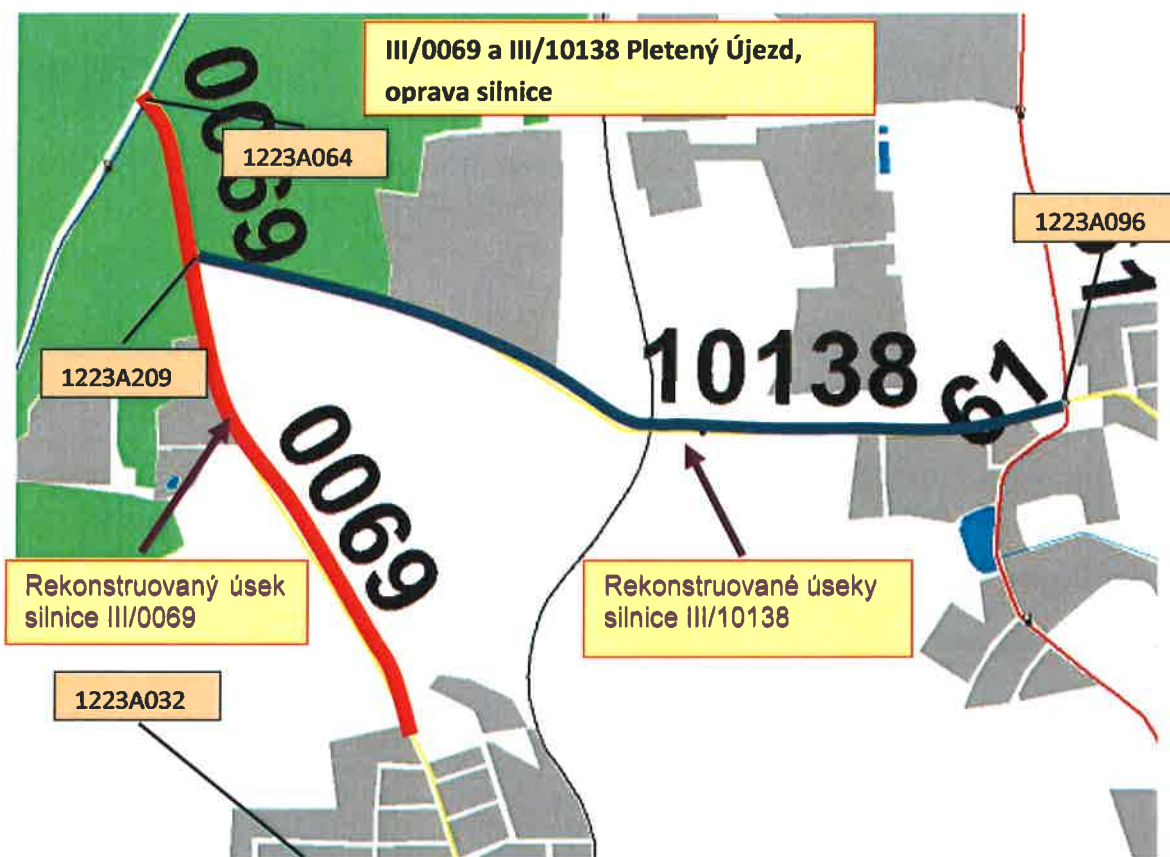 III/0069 a III/10138 Pletený Újezd,
oprava silnice
0069
1223A064
1223A096
61
1223A209
10138
61
0069
Rekonstruovaný úsek
silnice III/0069
Rekonstruované úseky
silnice III/10138
1223A032